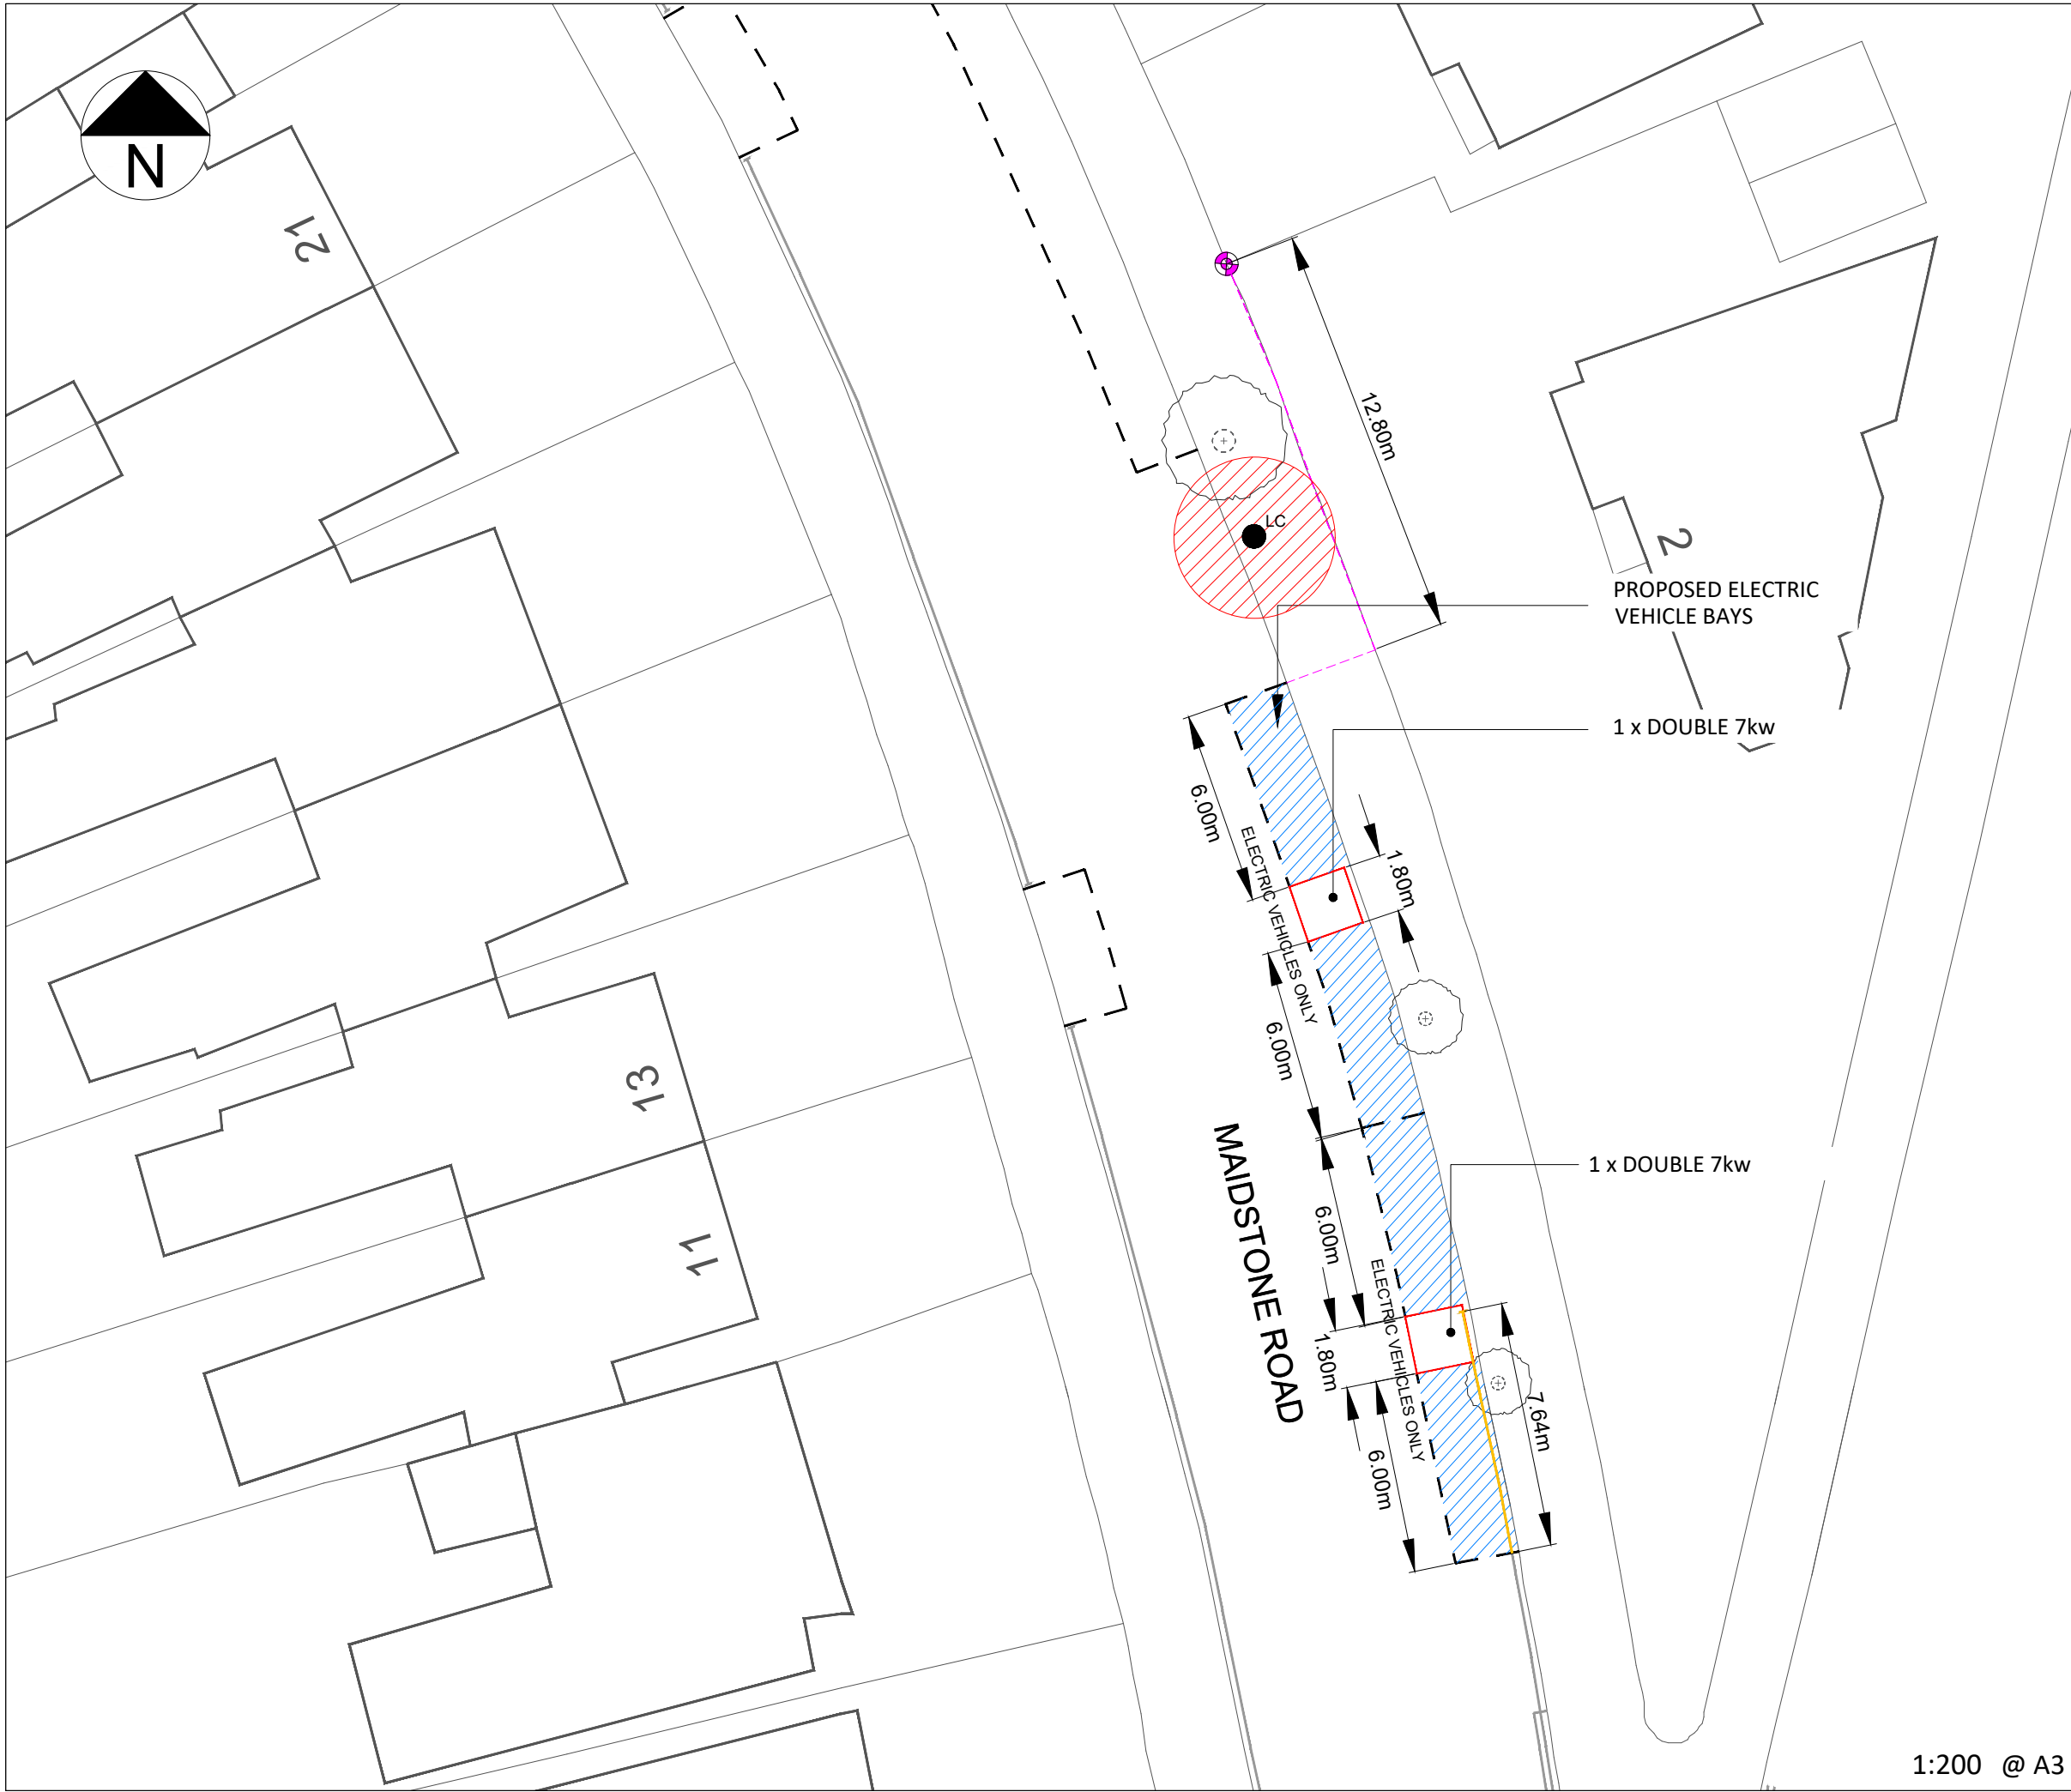 N
21
12.80m
LC
2
PROPOSED ELECTRIC
VEHICLE BAYS
1 x DOUBLE 7kw
6.00m
1.80m
ELECTRIC VEHICLES ONLY
6.00m
13
MAIDSTONE ROAD
1 x DOUBLE 7kw
6.00m
11
ELECTRIC VEHICLES ONLY
1.80m
7.64m
6.00m
1:200 @ A3